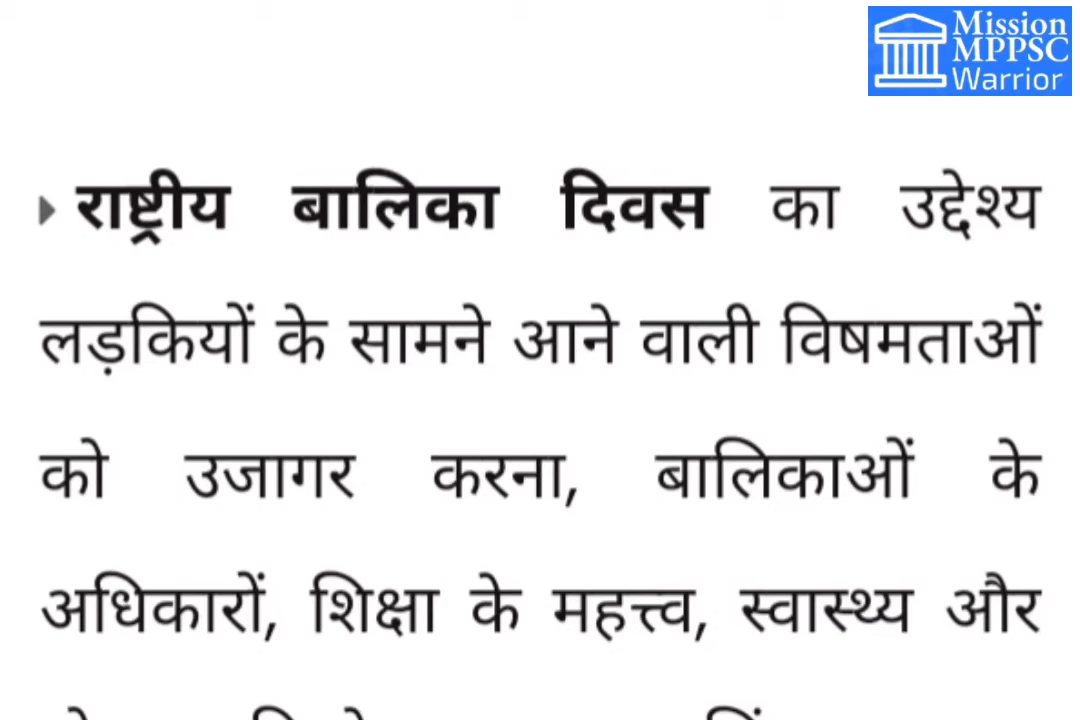 Mission
MPPSC
Warrior
राष्ट्रीय बालिका दिवस का उद्देश्य
लड़कियों के सामने आने वाली विषमताओं
को उजागर करना, बालिकाओं के
अधिकारों, शिक्षा के महत्त्व, स्वास्थ्य और